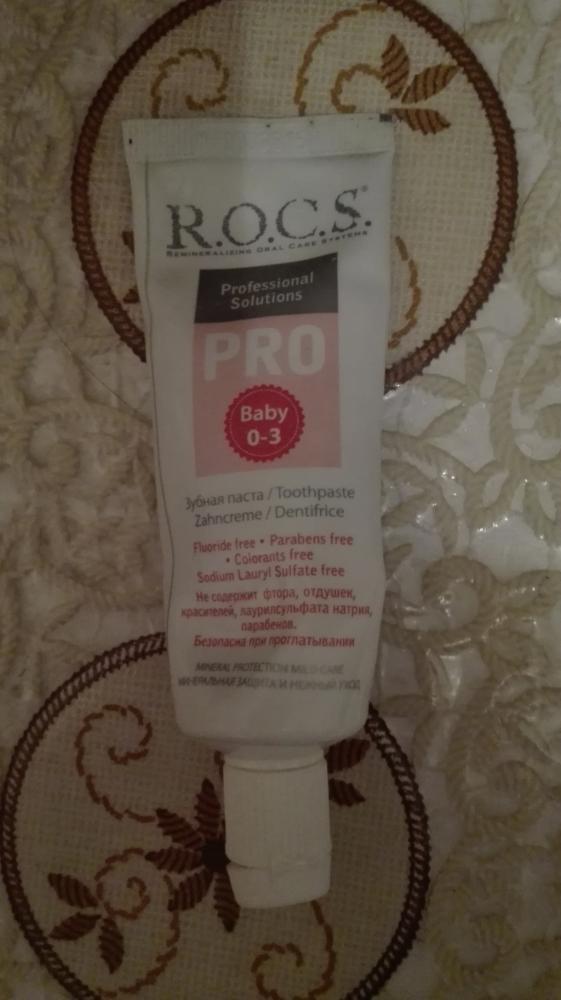 R.O.C.S.®
REMINERALIZING ORAL CARE SYSTEMS
Professional
Solutions
PRO
Baby
0-3
Зубная паста / Toothpaste
Zahncreme / Dentifrice
Fluoride free • Parabens free
• Colorants free
Sodium Lauryl Sulfate free
Не содержит фтора, отдушек,
красителей, лаурилсульфата натрия,
парабенов.
Безопасна при проглатывании
MINERAL PROTECTION MILD CARE
МИНЕРАЛЬНАЯ ЗАЩИТА И НЕЖНЫЙ УХОД